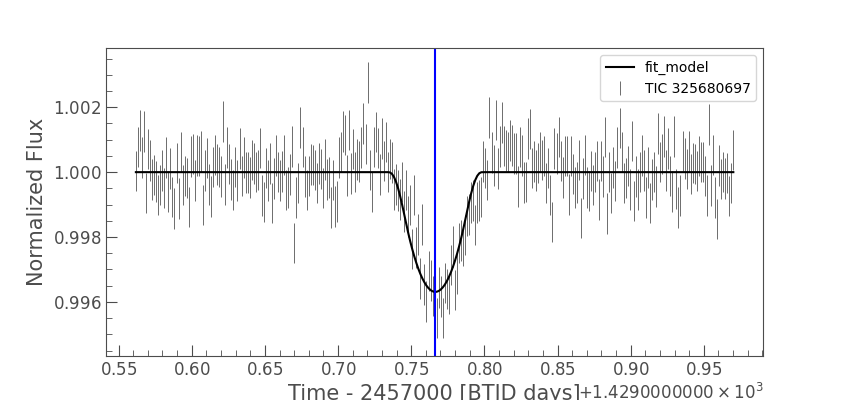 fit_model
TIC 325680697
Normalized Flux
1.002
1.000
0.998
0.996
0.55 0.60 0.65 0.70 0.75 0.80 0.85 0.90 0.95
Time - 2457000 [BTJD days]
+1.4290000000 × 10³